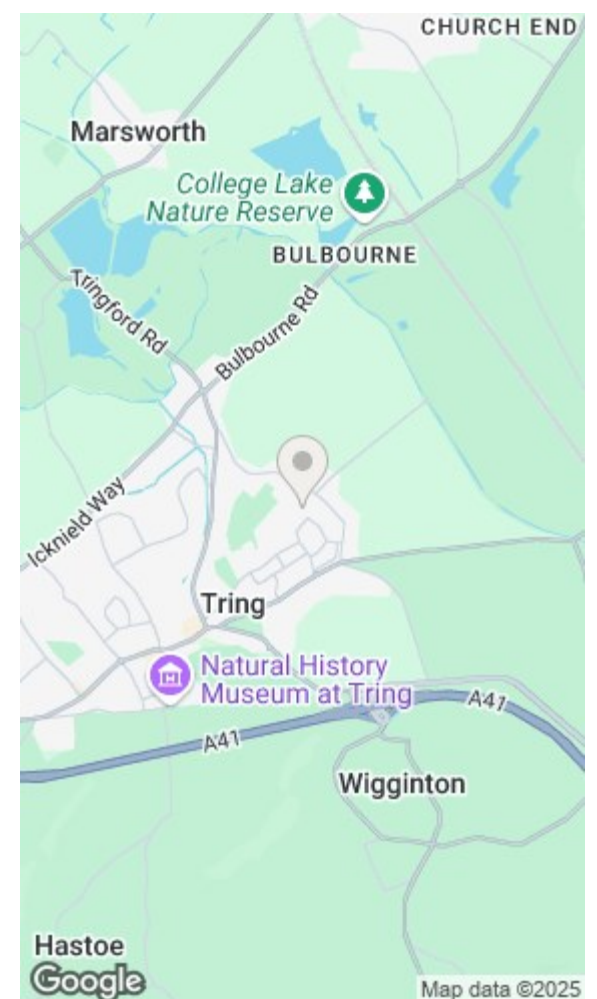 CHURCH END
Marsworth
College Lake
Nature Reserve
BULBOURNE
Tringford Rd
Bulbourne Rd
Icknield Way
Tring
Natural History
Museum at Tring
A41
A41
Wigginton
Hastoe
Google
Map data ©2025